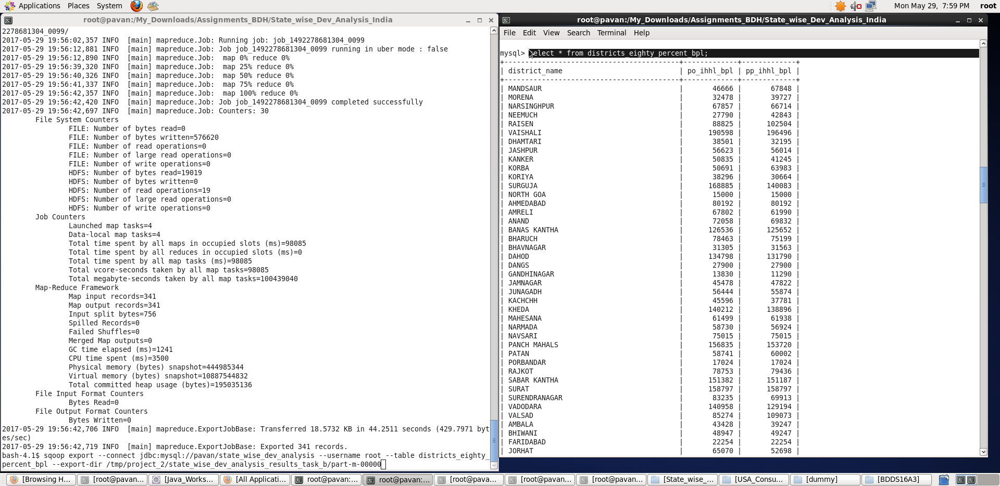 Applications Places System Mon May 29, 7:59 PM root
root@pavan:/My_Downloads/Assignments_BDH/State_wise_Dev_Analysis_India
2278681304_0099/
2017-05-29 19:56:02,357 INFO  [main] mapreduce.Job: Running job: job_1492278681304_0099
2017-05-29 19:56:12,881 INFO  [main] mapreduce.Job: Job job_1492278681304_0099 running in uber mode : false
2017-05-29 19:56:12,890 INFO  [main] mapreduce.Job:  map 0% reduce 0%
2017-05-29 19:56:39,320 INFO  [main] mapreduce.Job:  map 25% reduce 0%
2017-05-29 19:56:40,326 INFO  [main] mapreduce.Job:  map 50% reduce 0%
2017-05-29 19:56:41,337 INFO  [main] mapreduce.Job:  map 75% reduce 0%
2017-05-29 19:56:42,357 INFO  [main] mapreduce.Job:  map 100% reduce 0%
2017-05-29 19:56:42,420 INFO  [main] mapreduce.Job: Job job_1492278681304_0099 completed successfully
2017-05-29 19:56:42,697 INFO  [main] mapreduce.Job: Counters: 30
File System Counters
FILE: Number of bytes read=0
FILE: Number of bytes written=576620
FILE: Number of read operations=0
FILE: Number of large read operations=0
FILE: Number of write operations=0
HDFS: Number of bytes read=19019
HDFS: Number of bytes written=0
HDFS: Number of read operations=19
HDFS: Number of large read operations=0
HDFS: Number of write operations=0
Job Counters
Launched map tasks=4
Data-local map tasks=4
Total time spent by all maps in occupied slots (ms)=98085
Total time spent by all reduces in occupied slots (ms)=0
Total time spent by all map tasks (ms)=98085
Total vcore-seconds taken by all map tasks=98085
Total megabyte-seconds taken by all map tasks=100439040
Map-Reduce Framework
Map input records=341
Map output records=341
Input split bytes=756
Spilled Records=0
Failed Shuffles=0
Merged Map outputs=0
GC time elapsed (ms)=1241
CPU time spent (ms)=3500
Physical memory (bytes) snapshot=444985344
Virtual memory (bytes) snapshot=10887544832
Total committed heap usage (bytes)=195035136
File Input Format Counters
Bytes Read=0
File Output Format Counters
Bytes Written=0
2017-05-29 19:56:42,706 INFO  [main] mapreduce.ExportJobBase: Transferred 18.5732 KB in 44.2511 seconds (429.7971 byt
es/sec)
2017-05-29 19:56:42,719 INFO  [main] mapreduce.ExportJobBase: Exported 341 records.
bash-4.1$ sqoop export --connect jdbc:mysql://pavan/state_wise_dev_analysis --username root --table districts_eighty_
percent_bpl --export-dir /tmp/project_2/state_wise_dev_analysis_results_task_b/part-m-00000
root@pavan:/My_Downloads/Assignments_BDH/State_wise_Dev_Analysis_India
File Edit View Search Terminal Help
mysql> select * from districts_eighty_percent_bpl;
| district_name | po_ihhl_bpl | pp_ihhl_bpl |
| MANDSAUR | 46666 | 67848 |
| MORENA | 32478 | 39727 |
| NARSINGHPUR | 67857 | 66714 |
| NEEMUCH | 27790 | 42843 |
| RAISEN | 88825 | 102504 |
| VAISHALI | 190598 | 196496 |
| DHAMTARI | 38501 | 32195 |
| JASHPUR | 56623 | 56014 |
| KANKER | 50835 | 41245 |
| KORBA | 50691 | 63983 |
| KORIYA | 38296 | 30664 |
| SURGUJA | 168885 | 140083 |
| NORTH GOA | 15000 | 15000 |
| AHMEDABAD | 80192 | 80192 |
| AMRELI | 67802 | 61990 |
| ANAND | 72058 | 69832 |
| BANAS KANTHA | 126536 | 125652 |
| BHARUCH | 78463 | 75199 |
| BHAVNAGAR | 31305 | 31563 |
| DAHOD | 134798 | 131790 |
| DANGS | 27900 | 27900 |
| GANDHINAGAR | 13830 | 11290 |
| JAMNAGAR | 45478 | 47822 |
| JUNAGADH | 56444 | 55874 |
| KACHCHH | 45596 | 37781 |
| KHEDA | 140212 | 138896 |
| MAHESANA | 61499 | 61938 |
| NARMADA | 58730 | 56924 |
| NAVSARI | 75015 | 75015 |
| PANCH MAHALS | 156835 | 153720 |
| PATAN | 58741 | 60002 |
| PORBANDAR | 17024 | 17024 |
| RAJKOT | 78753 | 79436 |
| SABAR KANTHA | 151382 | 151187 |
| SURAT | 158797 | 158797 |
| SURENDRANAGAR | 83235 | 69913 |
| VADODARA | 140958 | 129194 |
| VALSAD | 85274 | 109073 |
| AMBALA | 43428 | 39247 |
| BHIWANI | 48947 | 49247 |
| FARIDABAD | 22254 | 22254 |
| JORHAT | 65070 | 52698 |
[Browsing H... [root@pavan:... [Java_Works... [All Applicati... root@pavan:... root@pavan:... [root@pava... [root@pavan... [root@pavan... [State_wise_... [USA_Consu... [dummy] [BDDS16A3]